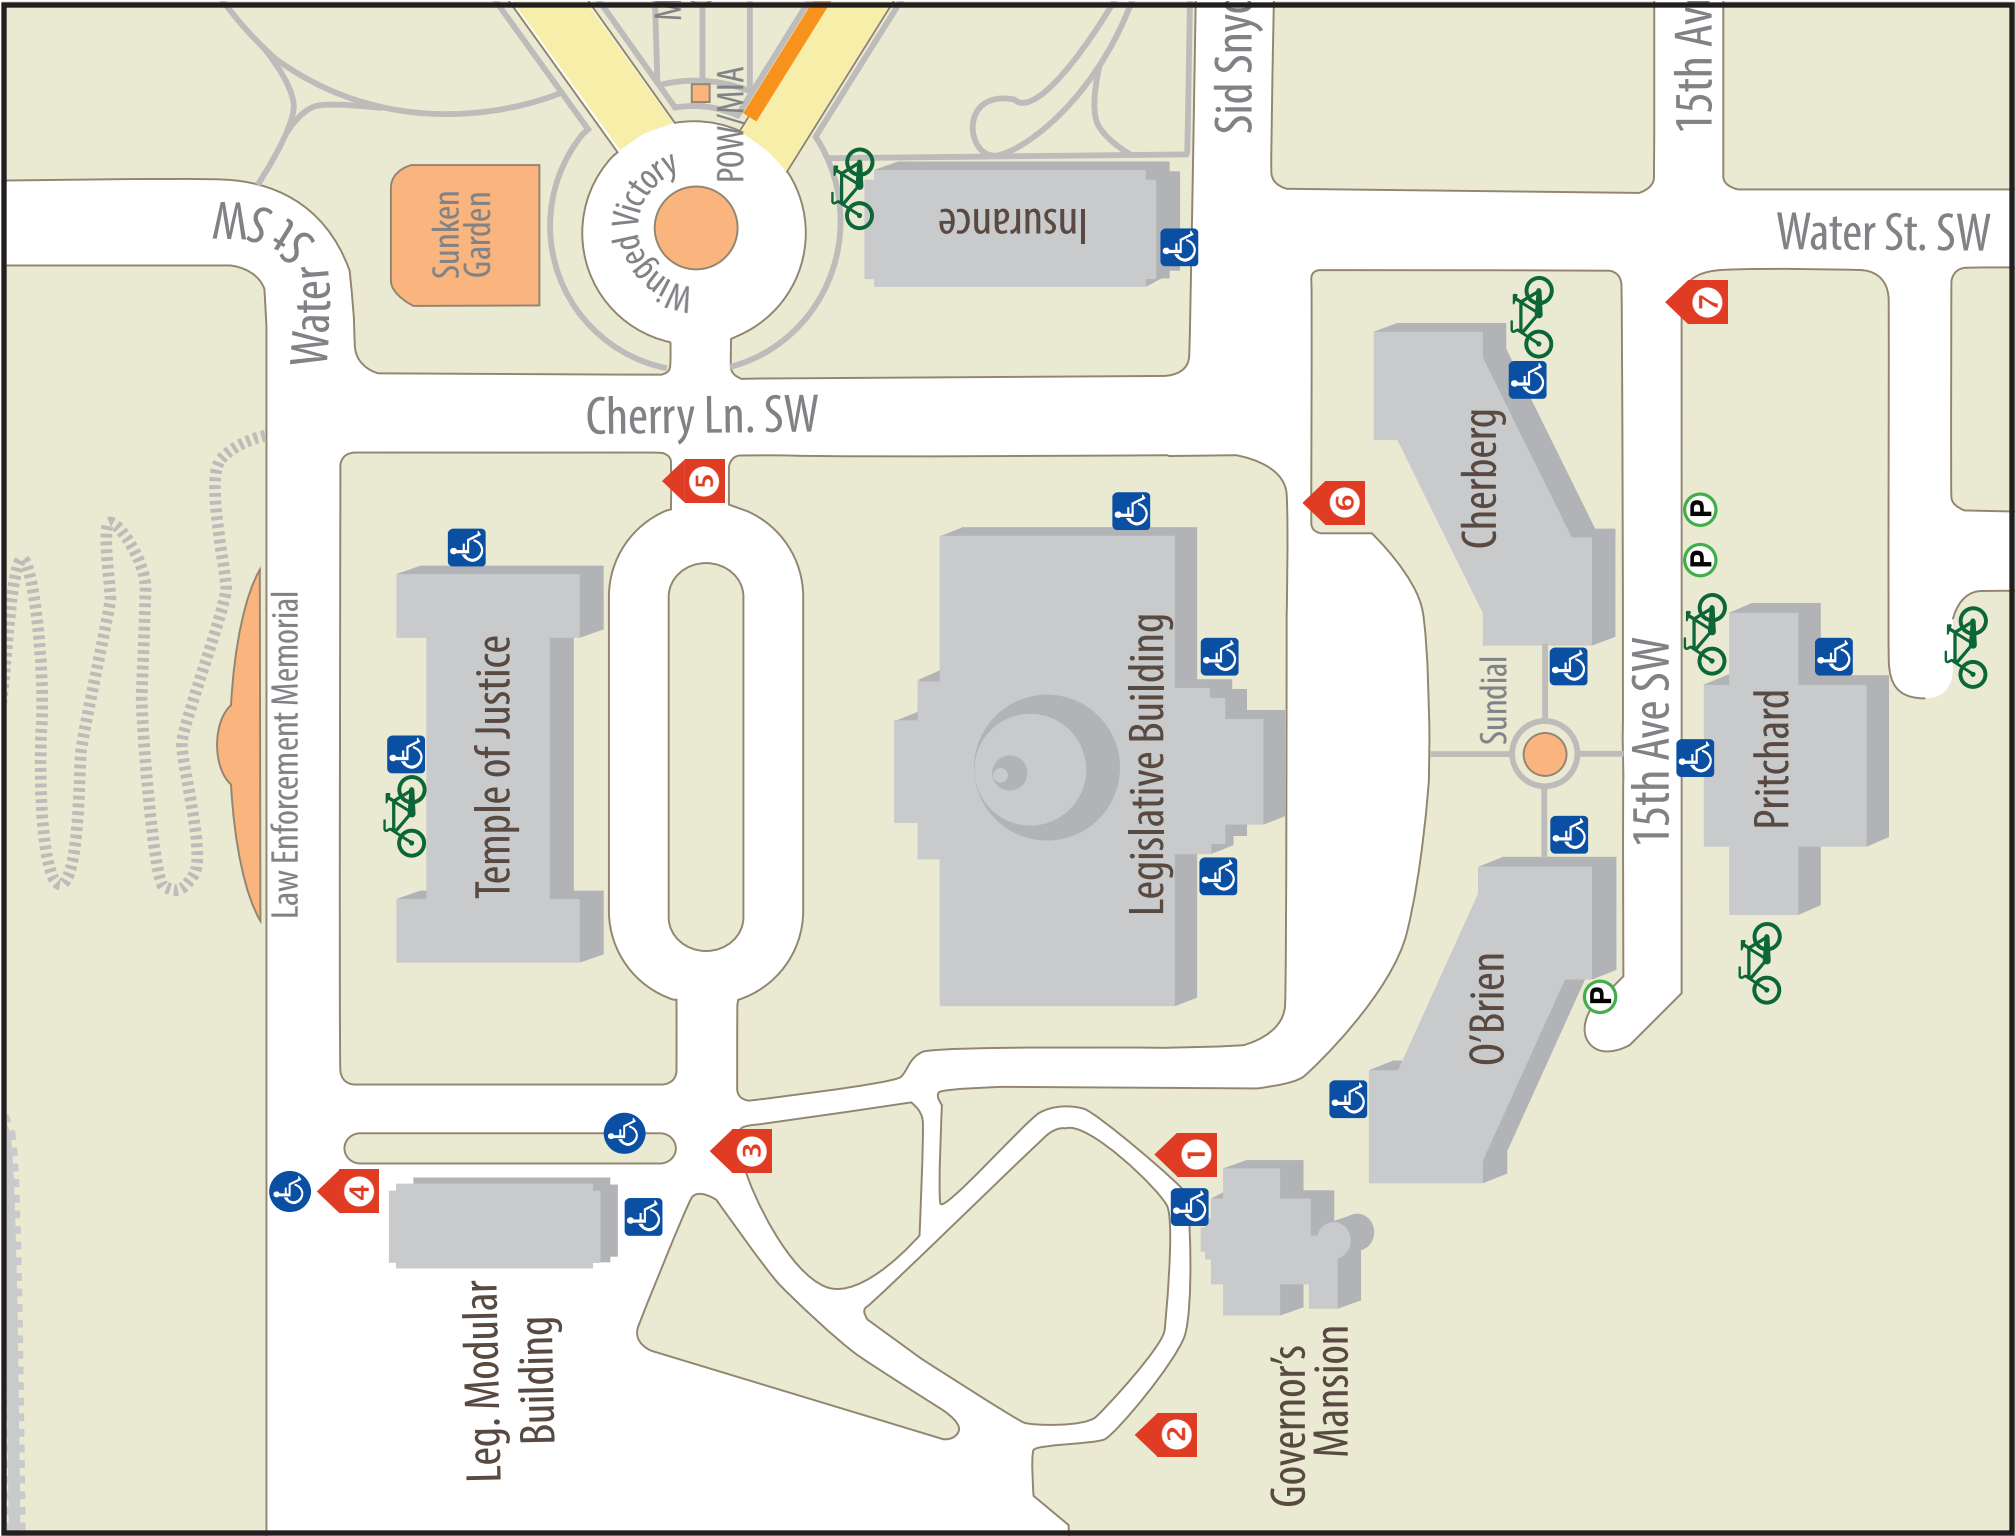 Sid Snyd
15th Av
POW/MIA
Water St SW
Sunken
Garden
Winged Victory
Insurance
Water St. SW
7
Cherry Ln. SW
5
6
Cherberg
P
P
Law Enforcement Memorial
Temple of Justice
Legislative Building
Sundial
15th Ave SW
Pritchard
O'Brien
P
3
1
4
Leg. Modular
Building
2
Governor's
Mansion